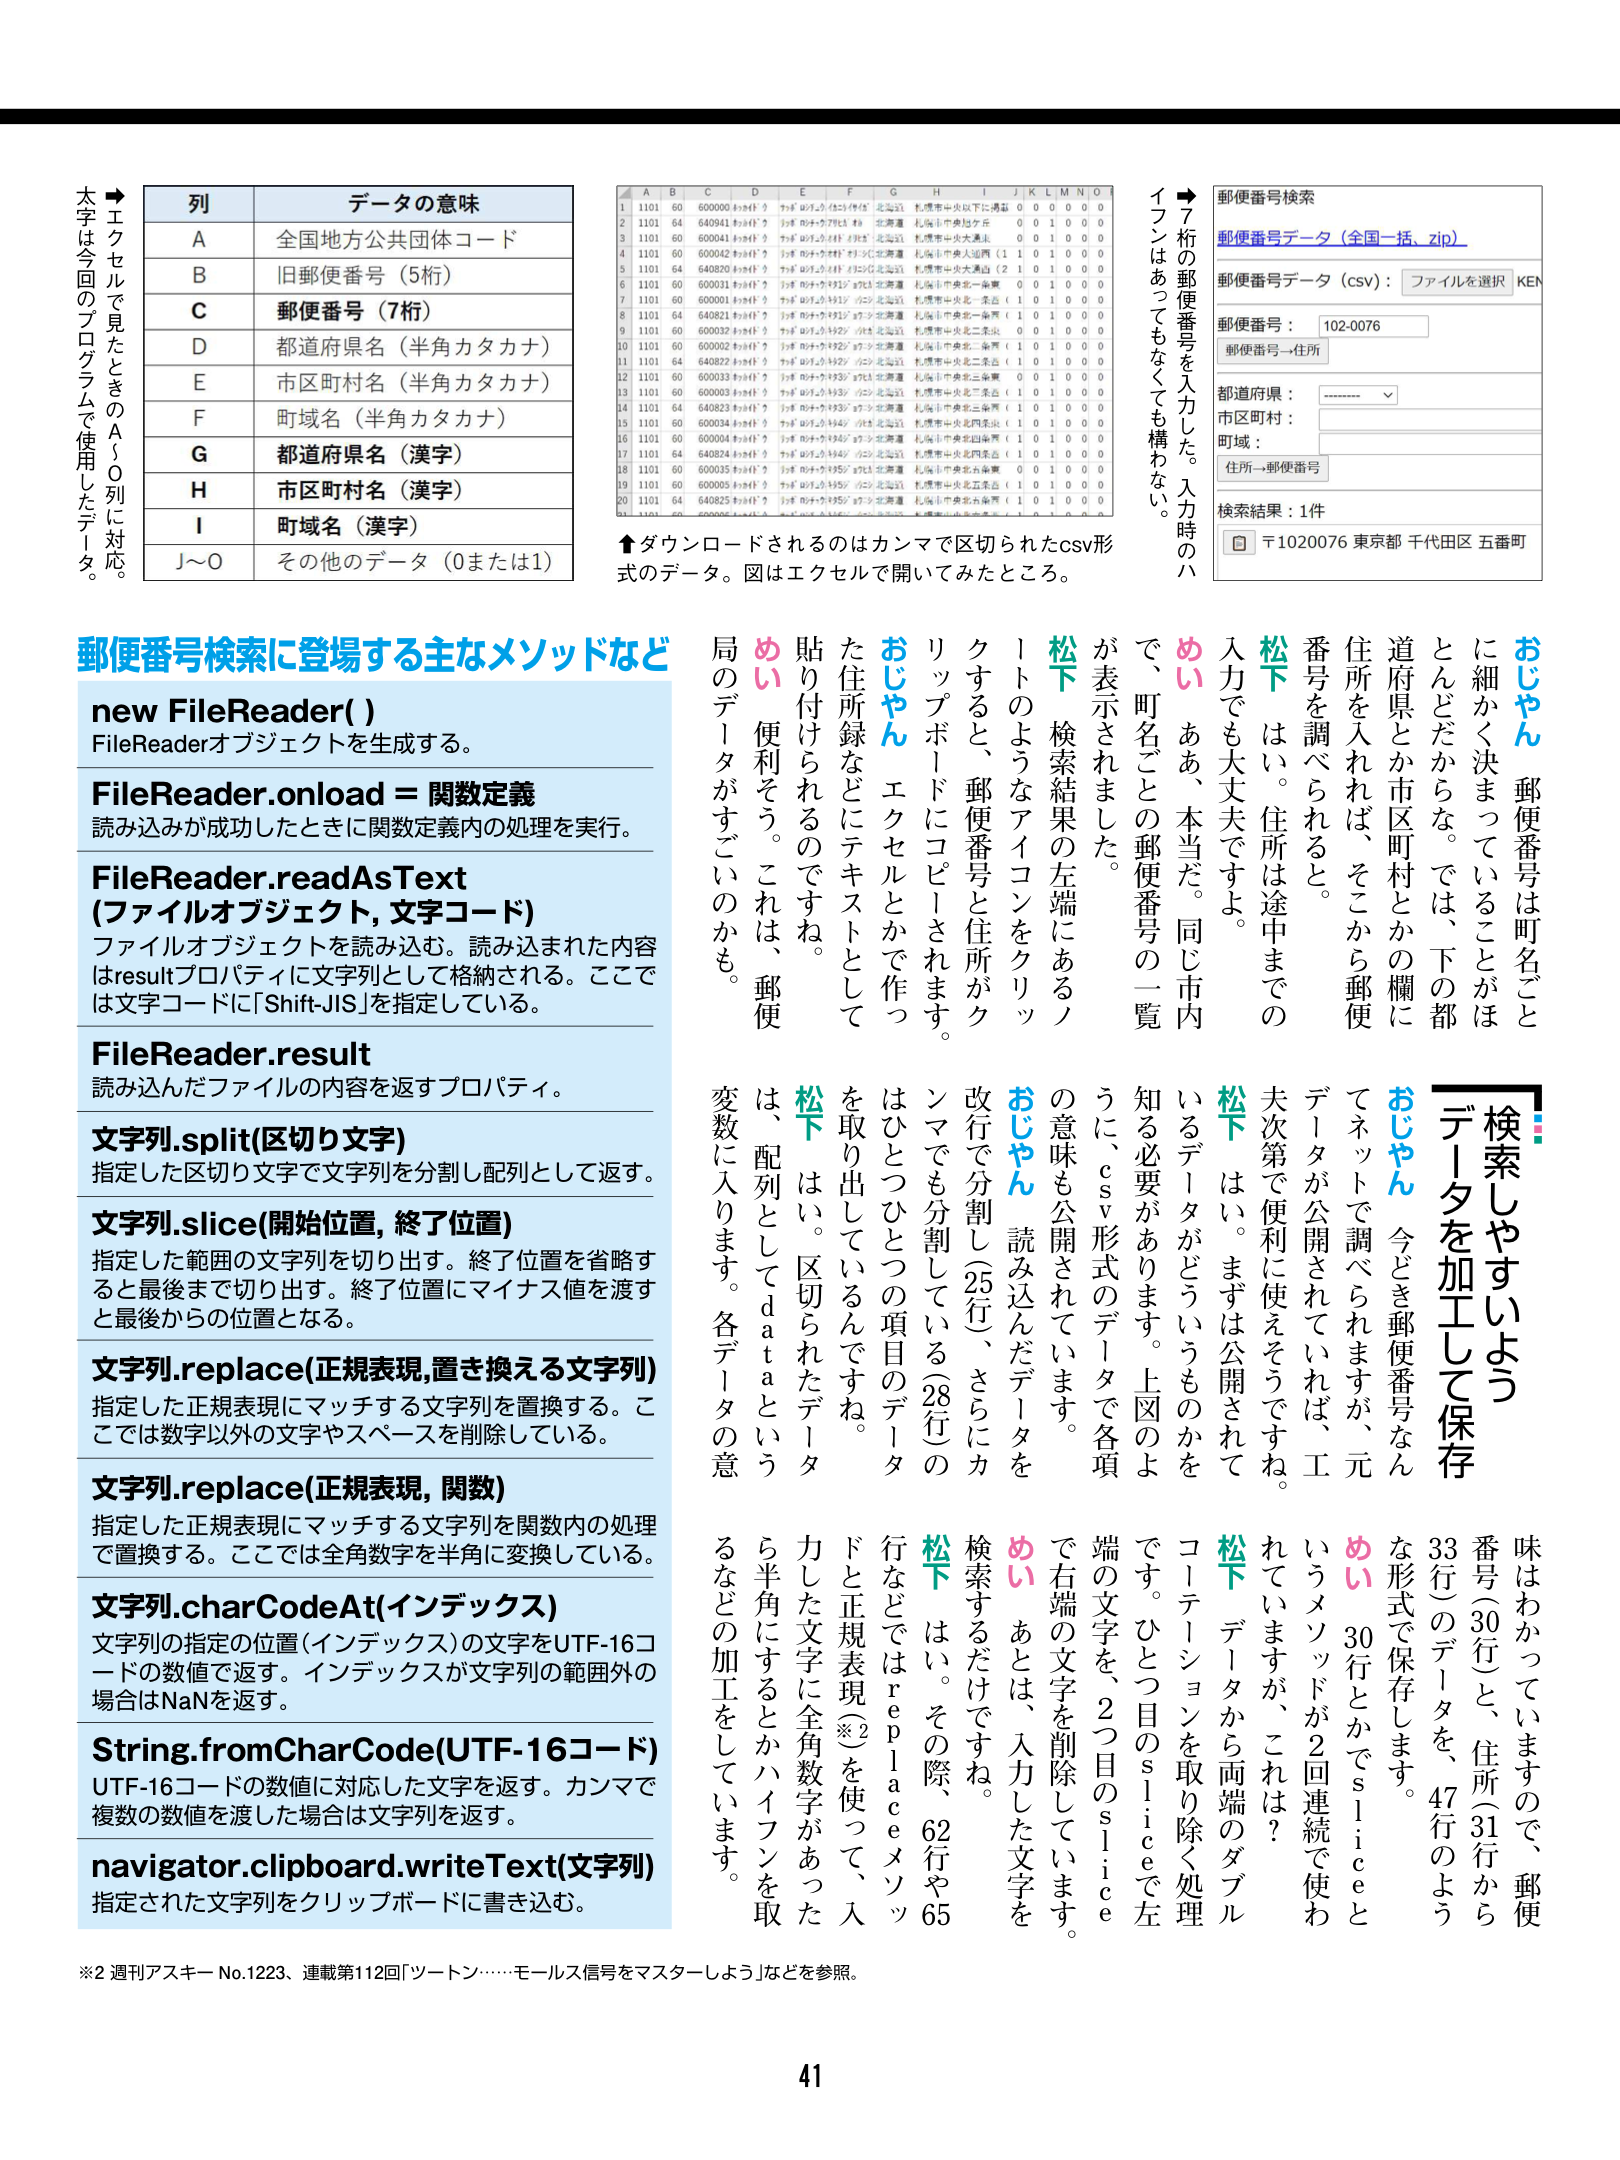 郵便番号検索
郵便番号データ（全国一括、zip）
郵便番号データ（csv）： ファイルを選択 KEN
郵便番号： 102-0076
郵便番号→住所
都道府県： --------
市区町村：
町域：
住所→郵便番号
検索結果：1件
〒1020076 東京都 千代田区 五番町
➡7桁の郵便番号を入力した。入力時のハ
イフンはあってもなくても構わない。
⬆ダウンロードされるのはカンマで区切られたcsv形
式のデータ。図はエクセルで開いてみたところ。
列 データの意味
A 全国地方公共団体コード
B 旧郵便番号（5桁）
C 郵便番号（7桁）
D 都道府県名（半角カタカナ）
E 市区町村名（半角カタカナ）
F 町域名（半角カタカナ）
G 都道府県名（漢字）
H 市区町村名（漢字）
I 町域名（漢字）
J〜O その他のデータ（0または1）
➡エクセルで見たときのA〜O列に対応。
太字は今回のプログラムで使用したデータ。
おじやん 郵便番号は町名ごと
に細かく決まっていることがほ
とんどだからな。では、下の都
道府県とか市区町村とかの欄に
住所を入れれば、そこから郵便
番号を調べられると。
松下 はい。住所は途中までの
入力でも大丈夫ですよ。
めい ああ、本当だ。同じ市内
で、町名ごとの郵便番号の一覧
が表示されました。
松下 検索結果の左端にあるノ
ートのようなアイコンをクリッ
クすると、郵便番号と住所がク
リップボードにコピーされます。
おじやん エクセルとかで作っ
た住所録などにテキストとして
貼り付けられるのですね。
めい 便利そう。これは、郵便
局のデータがすごいのかも。
検索しやすいよう
データを加工して保存
おじやん 今どき郵便番号なん
てネットで調べられますが、元
データが公開されていれば、工
夫次第で便利に使えそうですね。
松下 はい。まずは公開されて
いるデータがどういうものかを
知る必要があります。上図のよ
うに、csv形式のデータで各項
の意味も公開されています。
おじやん 読み込んだデータを
改行で分割し（25行）、さらにカ
ンマでも分割している（28行）の
はひとつひとつの項目のデータ
を取り出しているんですね。
松下 はい。区切られたデータ
は、配列としてdataという
変数に入ります。各データの意
味はわかっていますので、郵便
番号（30行）と、住所（31行から
33行）のデータを、47行のよう
な形式で保存します。
めい 30行とかでsliceと
いうメソッドが2回連続で使わ
れていますが、これは？
松下 データから両端のダブル
コーテーションを取り除く処理
です。ひとつ目のsliceで左
端の文字を、2つ目のslice
で右端の文字を削除しています。
めい あとは、入力した文字を
検索するだけですね。
松下 はい。その際、62行や65
行などではreplaceメソッ
ドと正規表現（※2）を使って、入
力した文字に全角数字があった
ら半角にするとかハイフンを取
るなどの加工をしています。
郵便番号検索に登場する主なメソッドなど
new FileReader( )
FileReaderオブジェクトを生成する。
FileReader.onload = 関数定義
読み込みが成功したときに関数定義内の処理を実行。
FileReader.readAsText
(ファイルオブジェクト, 文字コード)
ファイルオブジェクトを読み込む。読み込まれた内容
はresultプロパティに文字列として格納される。ここで
は文字コードに「Shift-JIS」を指定している。
FileReader.result
読み込んだファイルの内容を返すプロパティ。
文字列.split(区切り文字)
指定した区切り文字で文字列を分割し配列として返す。
文字列.slice(開始位置, 終了位置)
指定した範囲の文字列を切り出す。終了位置を省略す
ると最後まで切り出す。終了位置にマイナス値を渡す
と最後からの位置となる。
文字列.replace(正規表現,置き換える文字列)
指定した正規表現にマッチする文字列を置換する。こ
こでは数字以外の文字やスペースを削除している。
文字列.replace(正規表現, 関数)
指定した正規表現にマッチする文字列を関数内の処理
で置換する。ここでは全角数字を半角に変換している。
文字列.charCodeAt(インデックス)
文字列の指定の位置（インデックス）の文字をUTF-16コ
ードの数値で返す。インデックスが文字列の範囲外の
場合はNaNを返す。
String.fromCharCode(UTF-16コード)
UTF-16コードの数値に対応した文字を返す。カンマで
複数の数値を渡した場合は文字列を返す。
navigator.clipboard.writeText(文字列)
指定された文字列をクリップボードに書き込む。
※2 週刊アスキー No.1223、連載第112回「ツートン……モールス信号をマスターしよう」などを参照。
41